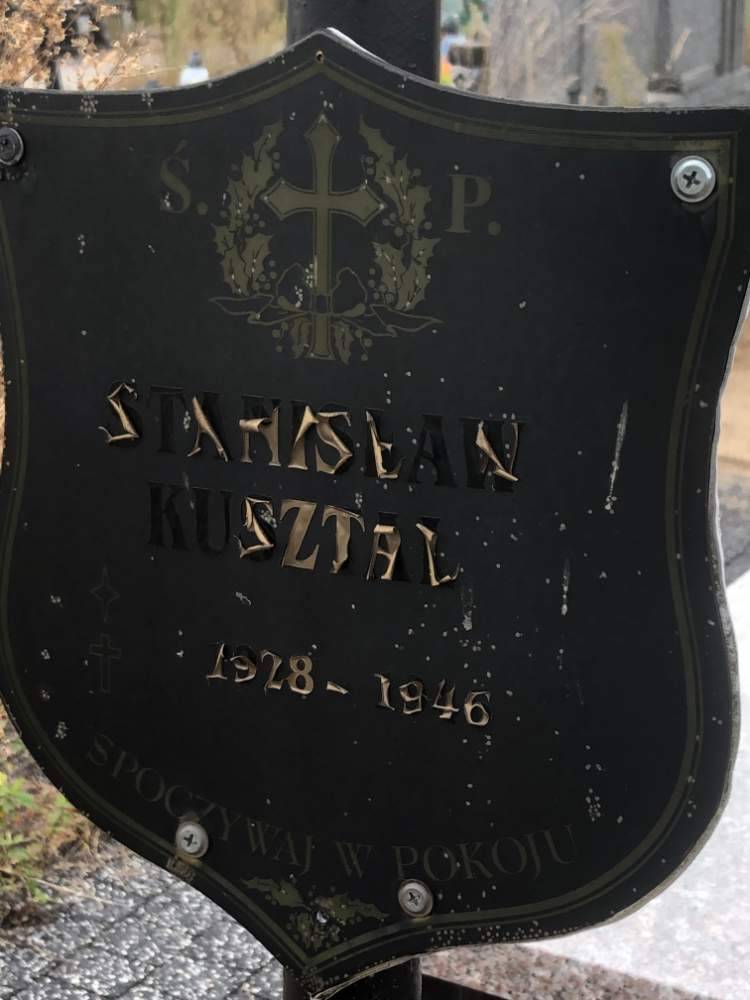 Ś. P.
STANISŁAW
KUSZTAL
1928 - 1946
SPOCZYWAJ W POKOJU